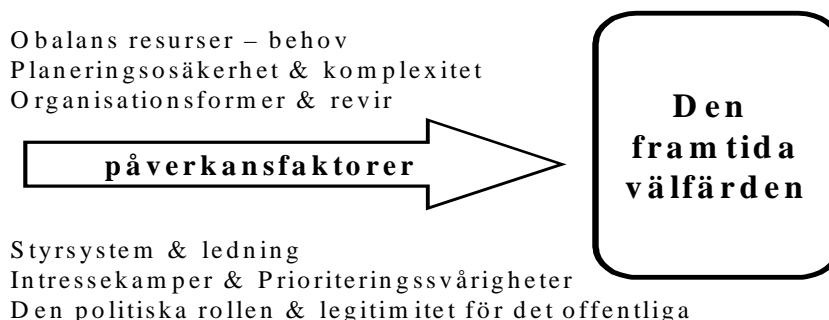 Obalans resurser – behov
Planeringsosäkerhet & komplexitet
Organisationsformer & revir
påverkansfaktorer
Den
framtida
välfärden
Styrsystem & ledning
Intressekamper & Prioriteringssvårigheter
Den politiska rollen & legitimitet för det offentliga